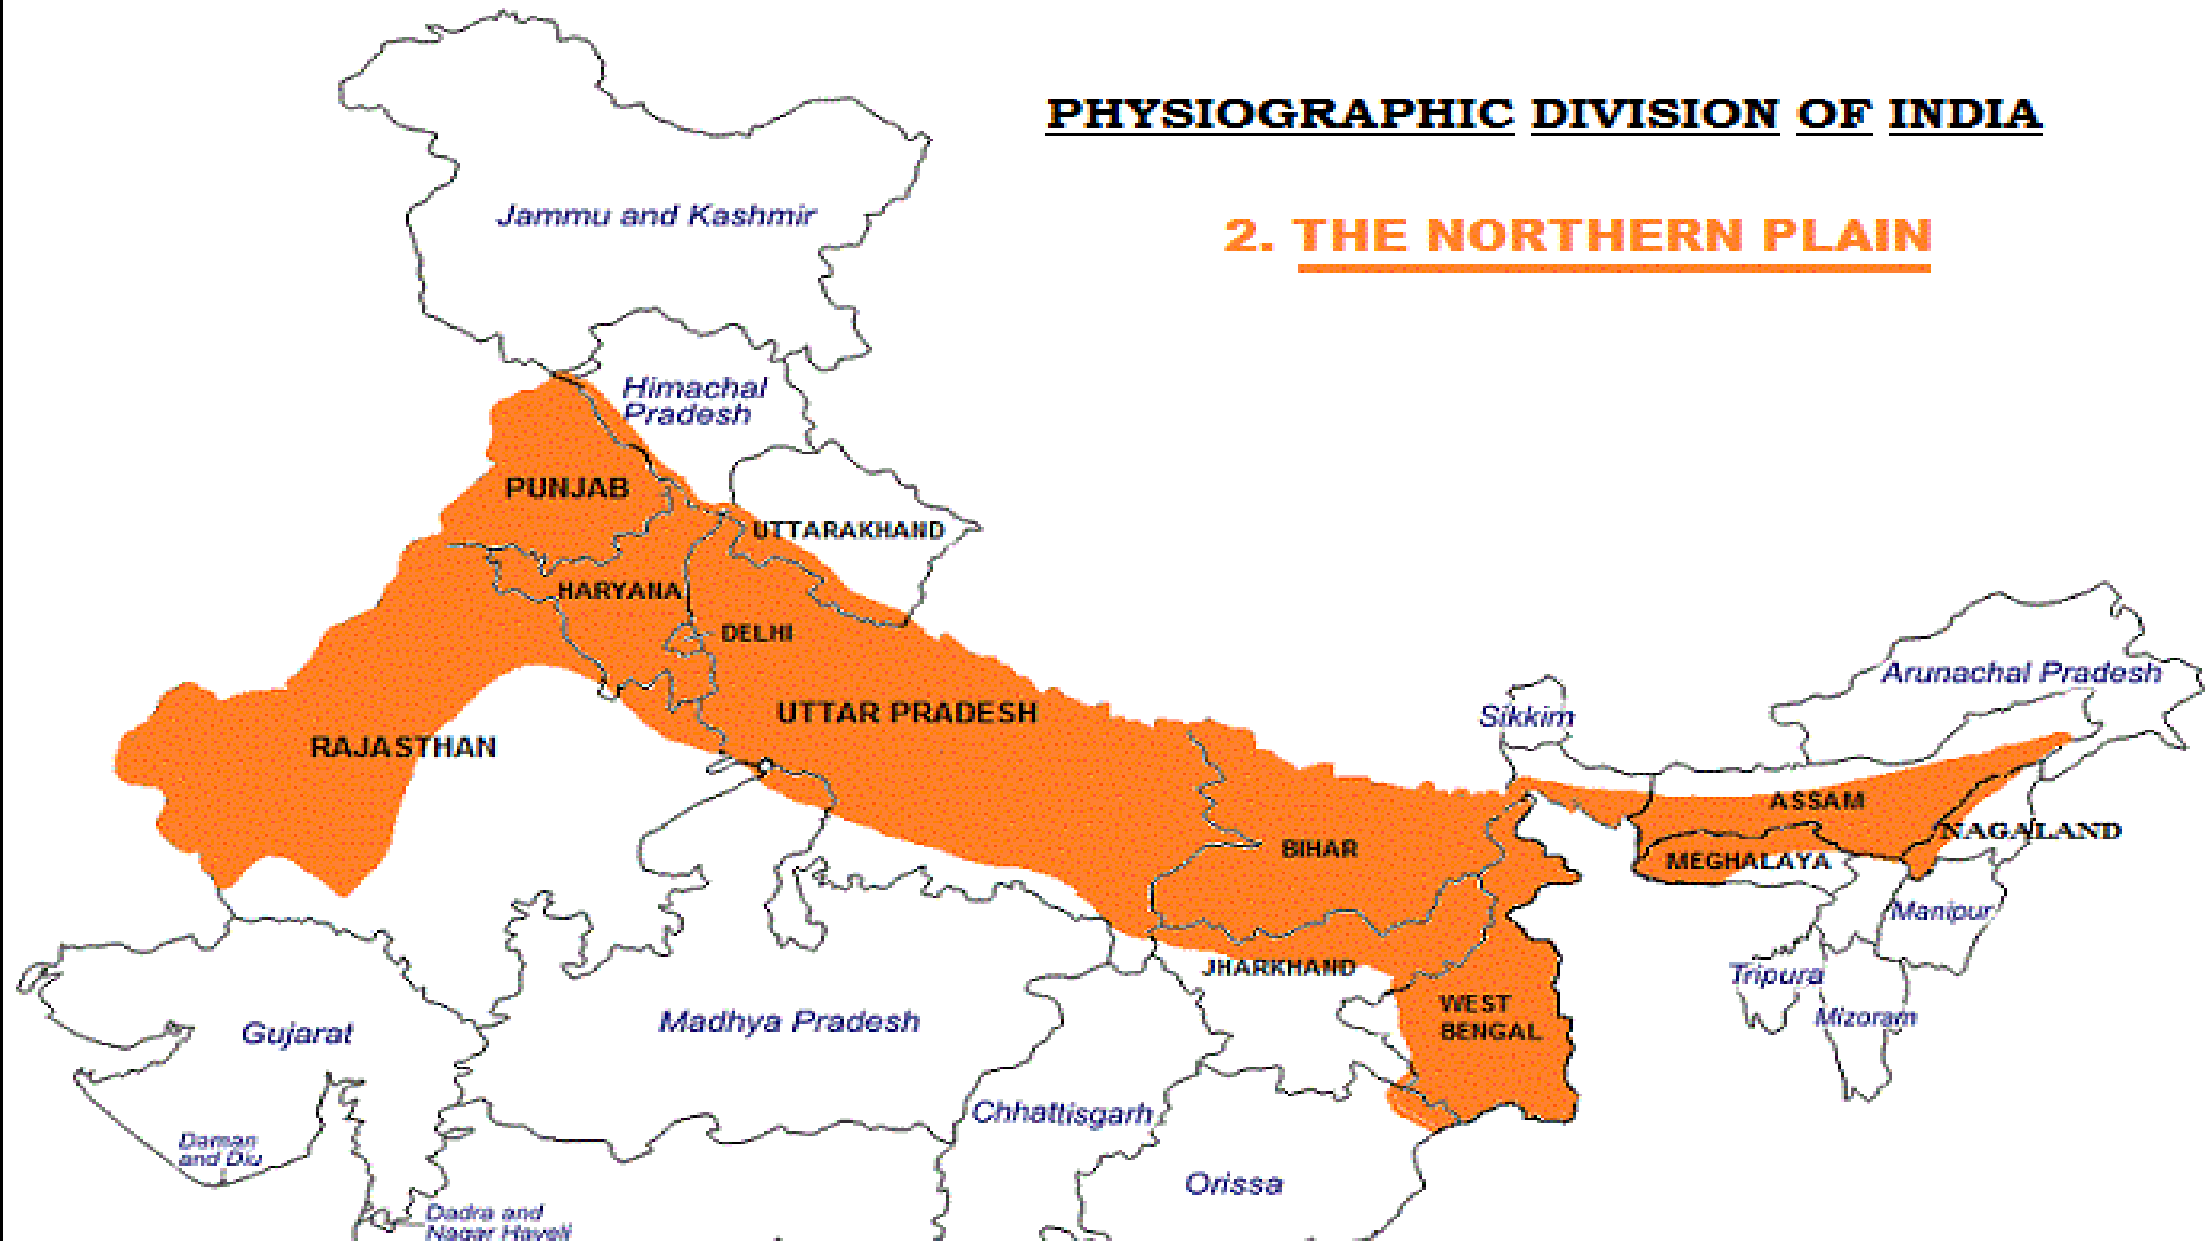 PHYSIOGRAPHIC DIVISION OF INDIA
2. THE NORTHERN PLAIN
Jammu and Kashmir
Himachal
Pradesh
PUNJAB
UTTARAKHAND
HARYANA
DELHI
UTTAR PRADESH
RAJASTHAN
Sikkim
Arunachal Pradesh
ASSAM
NAGALAND
BIHAR
MEGHALAYA
Manipur
JHARKHAND
Tripura
WEST
BENGAL
Mizoram
Gujarat
Madhya Pradesh
Chhattisgarh
Daman
and Diu
Orissa
Dadra and
Nagar Haveli